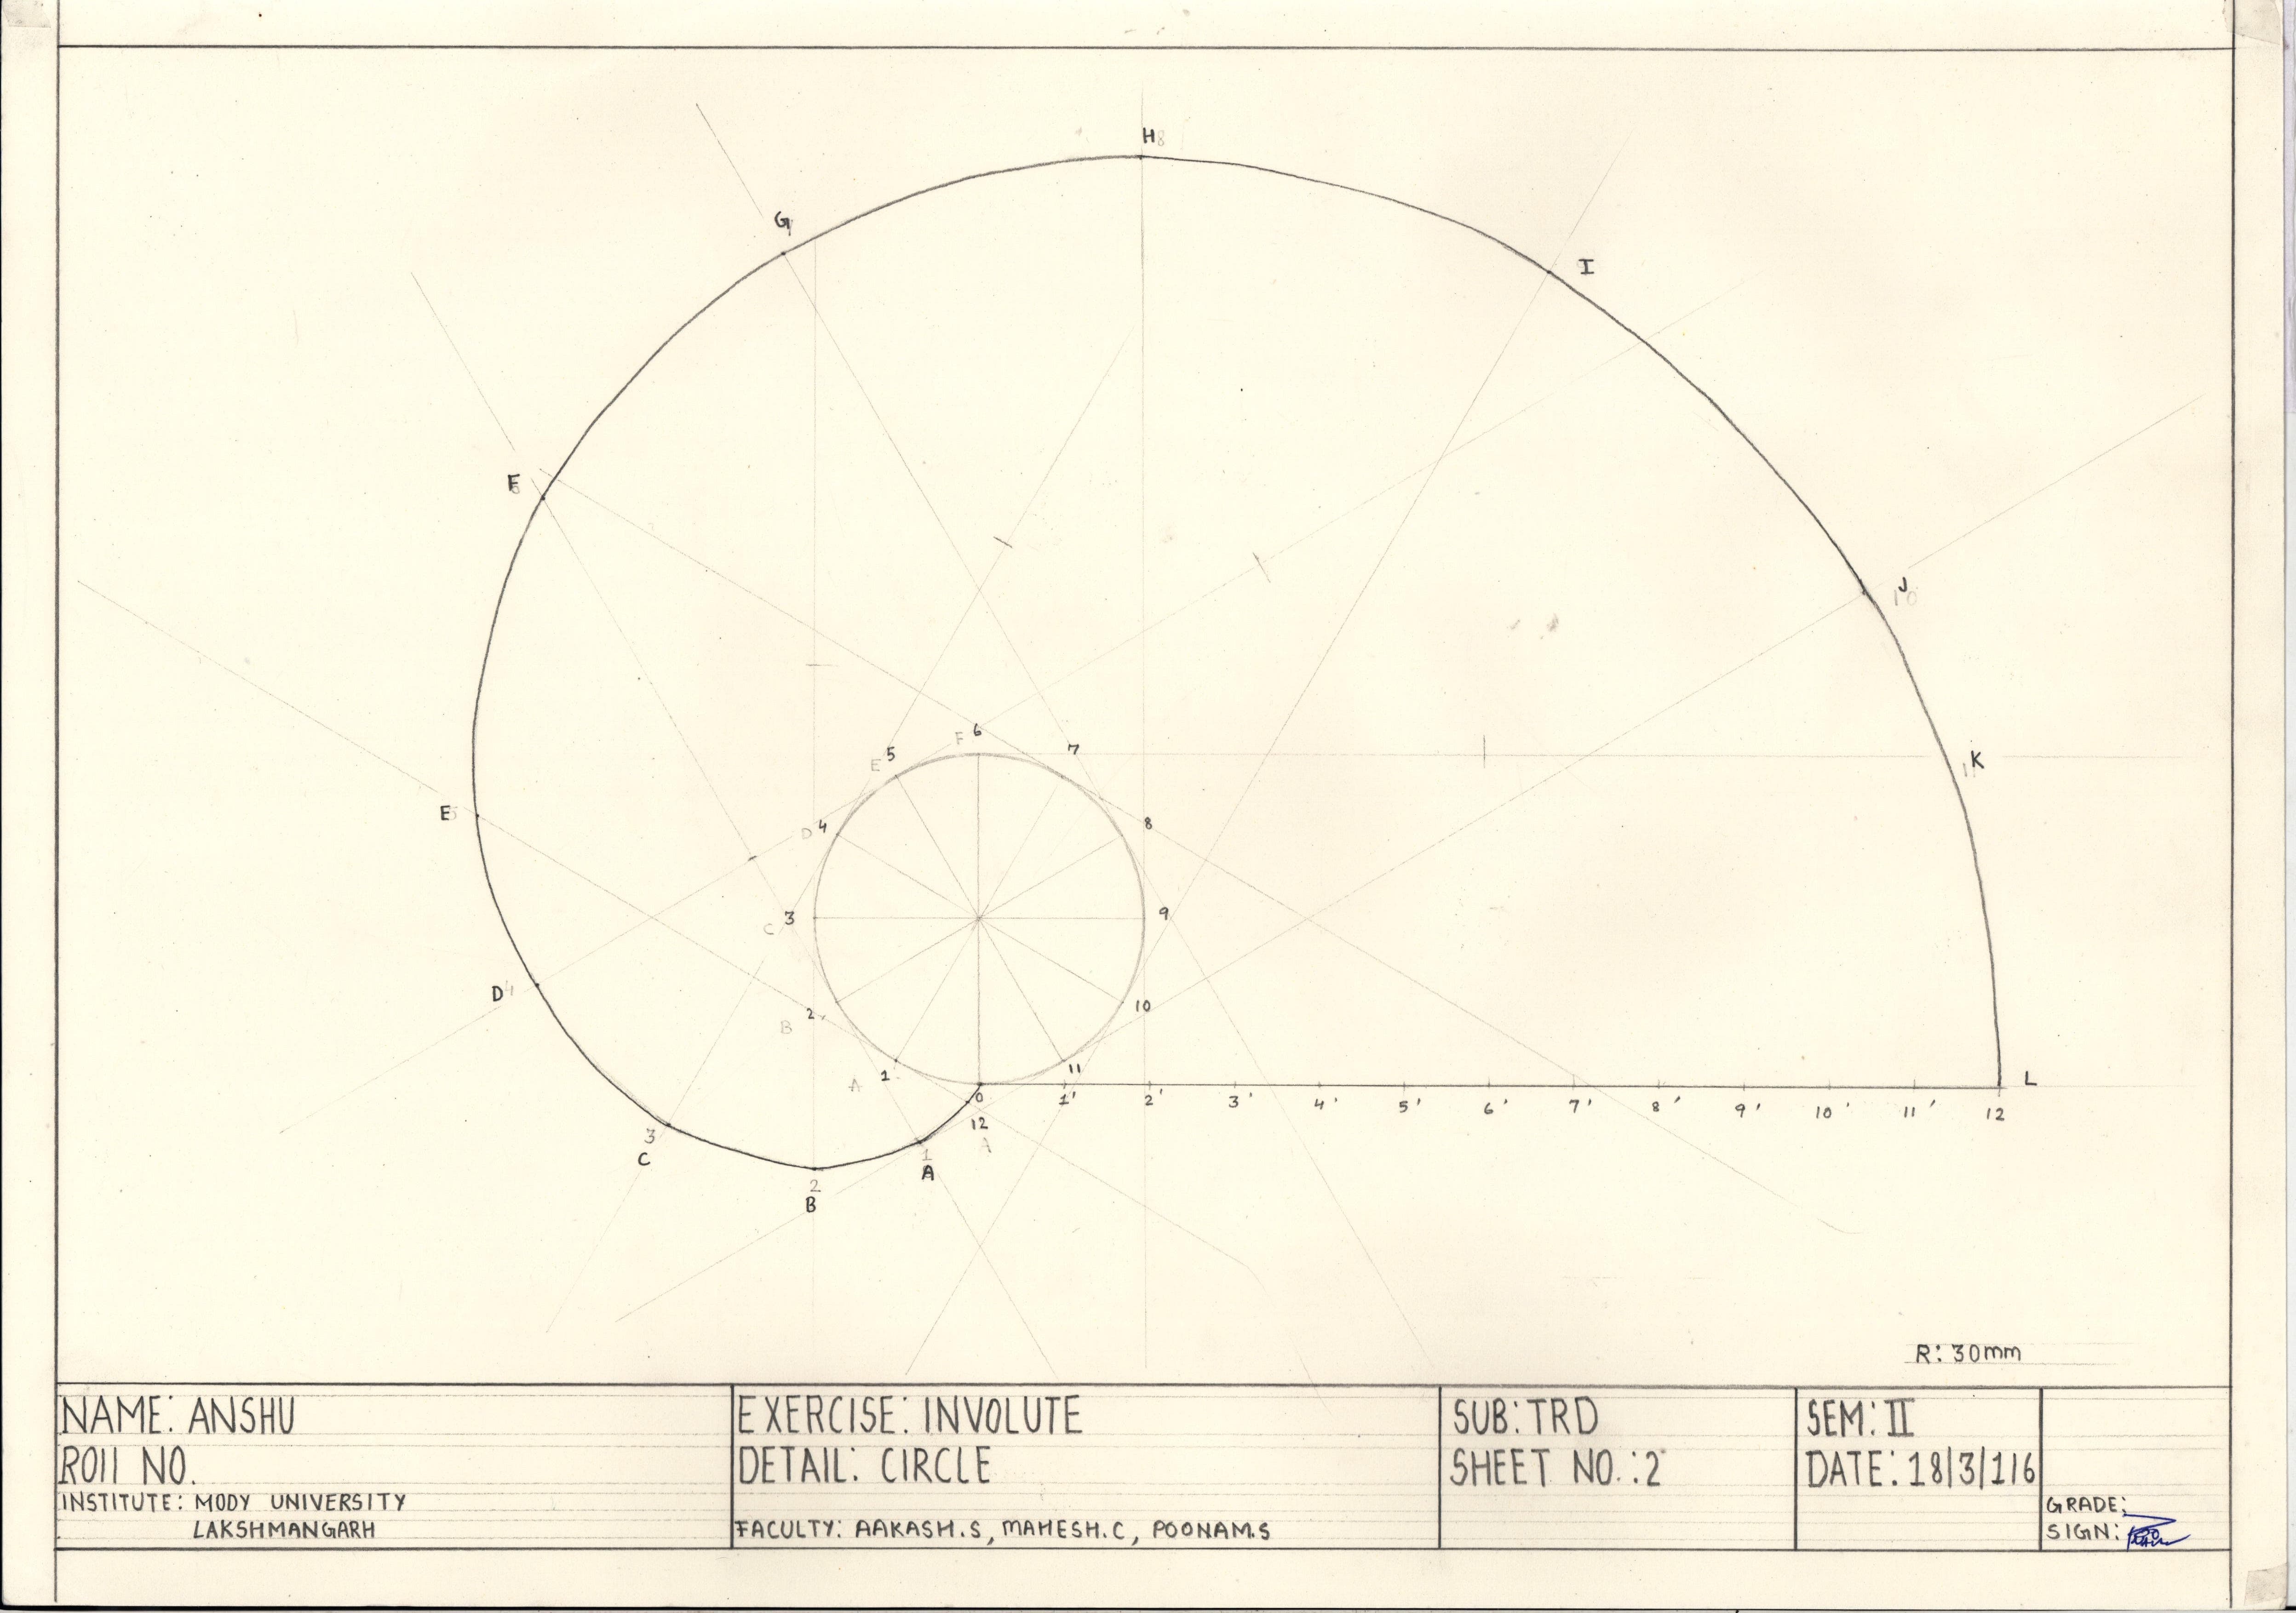 H 8
G
I
F
J
10
6
F
5
7
E
K
11
E 5
D 4
8
C 3
9
D 4
2
10
B
1
11
A
L
0 1' 2' 3' 4' 5' 6' 7' 8' 9' 10' 11' 12
12
A
3
C
1
A
2
B
R: 30mm
NAME: ANSHU
ROll NO.
INSTITUTE: MODY UNIVERSITY
LAKSHMANGARH
EXERCISE: INVOLUTE
DETAIL: CIRCLE
FACULTY: AAKASH.S, MAHESH.C, POONAM.S
SUB: TRD
SHEET NO.:2
SEM: II
DATE: 18/3/116
GRADE:
SIGN: